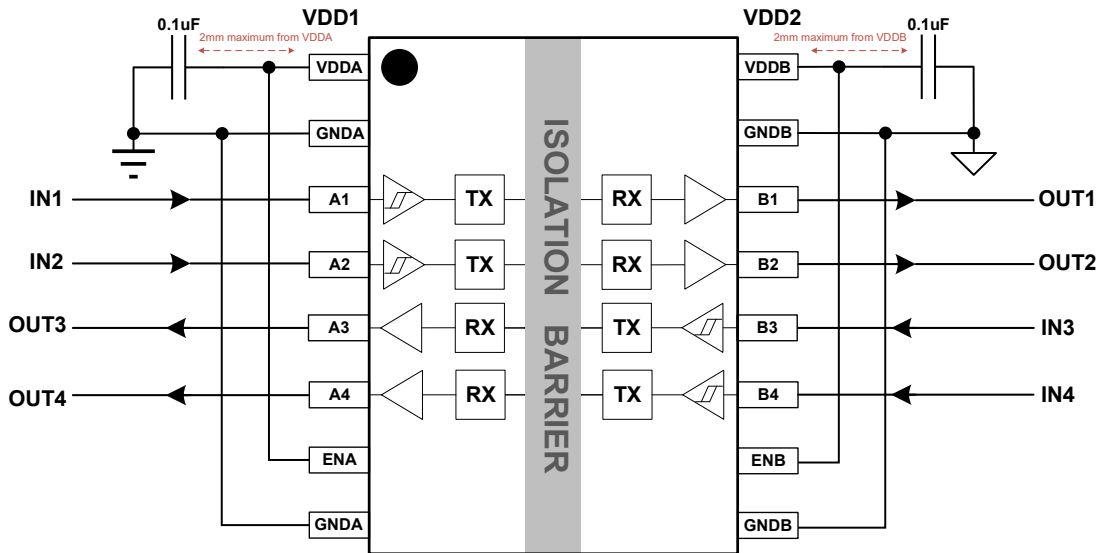 0.1uF
VDD1
VDD2
0.1uF
2mm maximum from VDDA
2mm maximum from VDDB
VDDA
VDDB
GNDA
GNDB
ISOLATION BARRIER
IN1
A1
TX
RX
B1
OUT1
IN2
A2
TX
RX
B2
OUT2
OUT3
A3
RX
TX
B3
IN3
OUT4
A4
RX
TX
B4
IN4
ENA
ENB
GNDA
GNDB